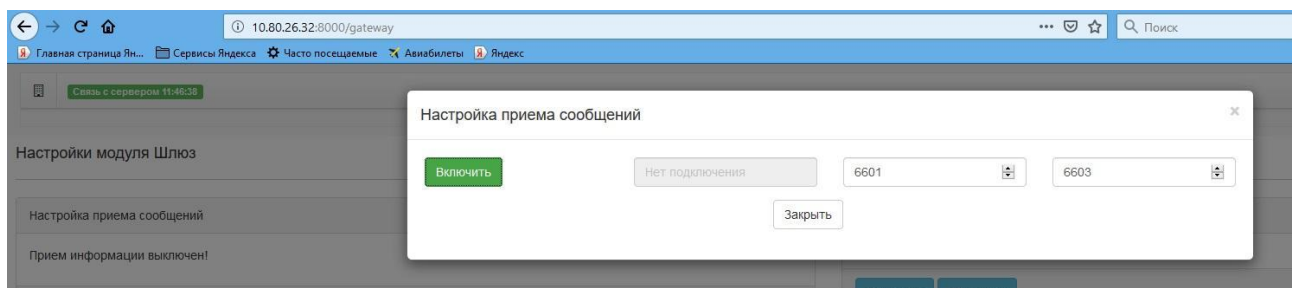 10.80.26.32:8000/gateway
Поиск
Главная страница Ян... Сервисы Яндекса Часто посещаемые Авиабилеты Яндекс
Связь с сервером 11:46:38
Настройка приема сообщений
×
Настройки модуля Шлюз
Включить
Нет подключения
6601
6603
Закрыть
Настройка приема сообщений
Прием информации выключен!